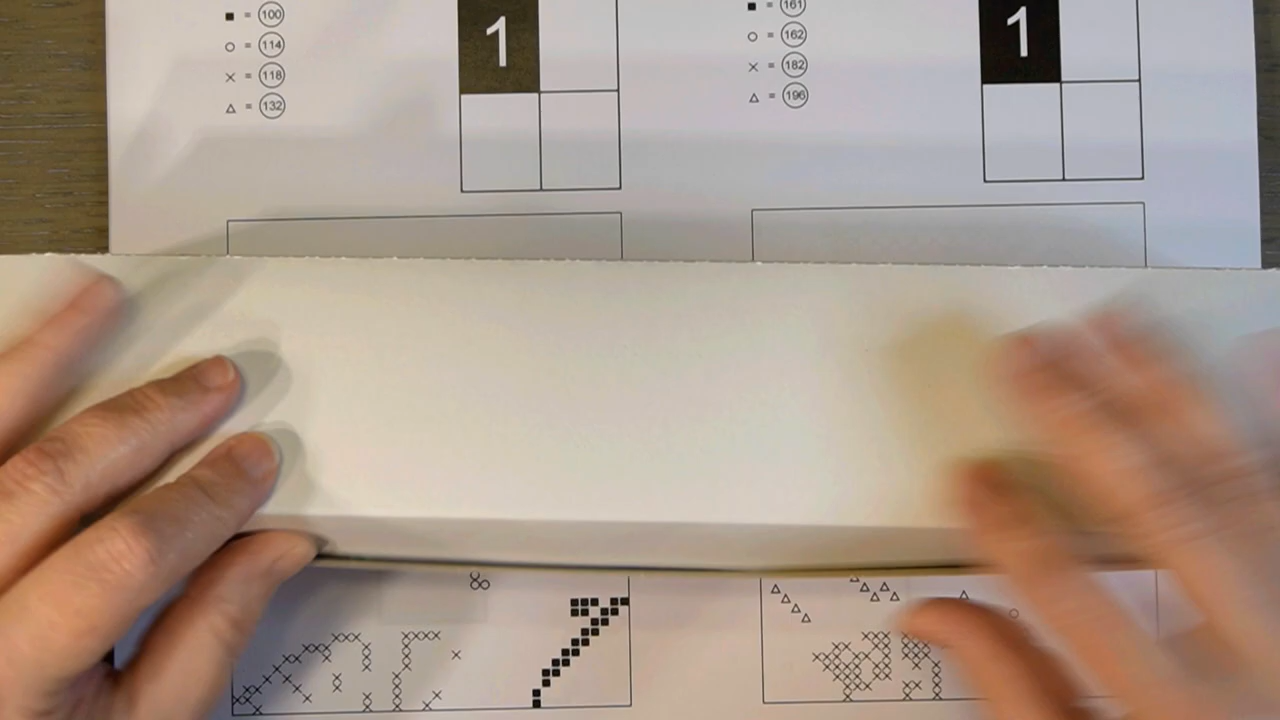 ■ = 100
○ = 114
× = 118
△ = 132
1
■ = 161
○ = 162
× = 182
△ = 196
1